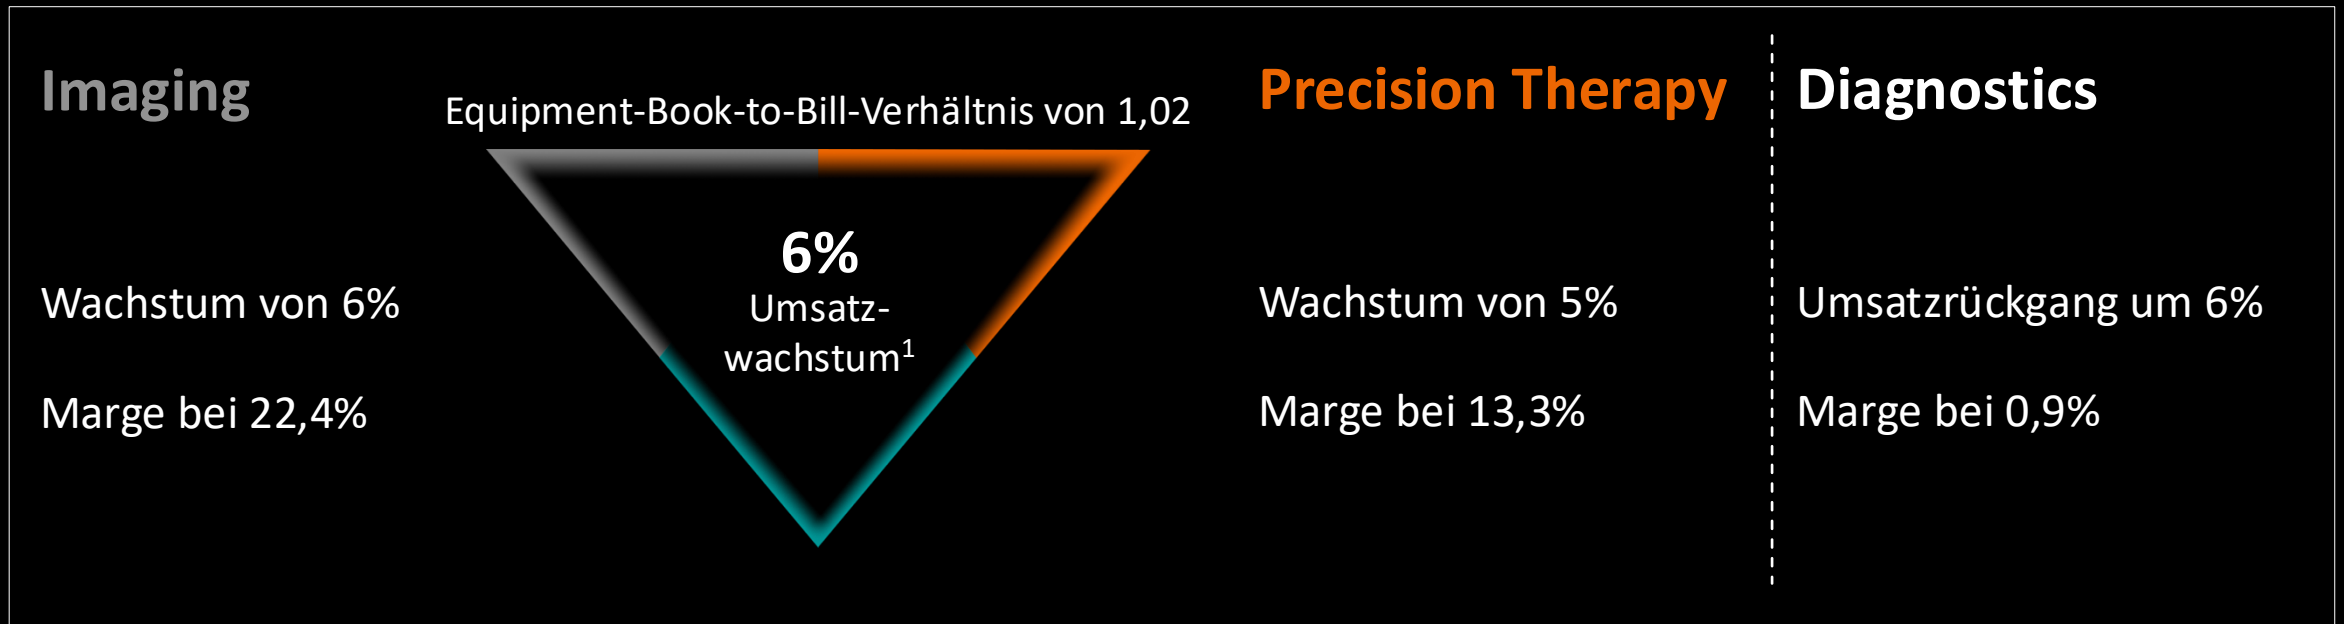 Imaging
Equipment-Book-to-Bill-Verhältnis von 1,02
6%
Umsatz-
wachstum¹
Wachstum von 6%
Marge bei 22,4%
Precision Therapy
Wachstum von 5%
Marge bei 13,3%
Diagnostics
Umsatzrückgang um 6%
Marge bei 0,9%